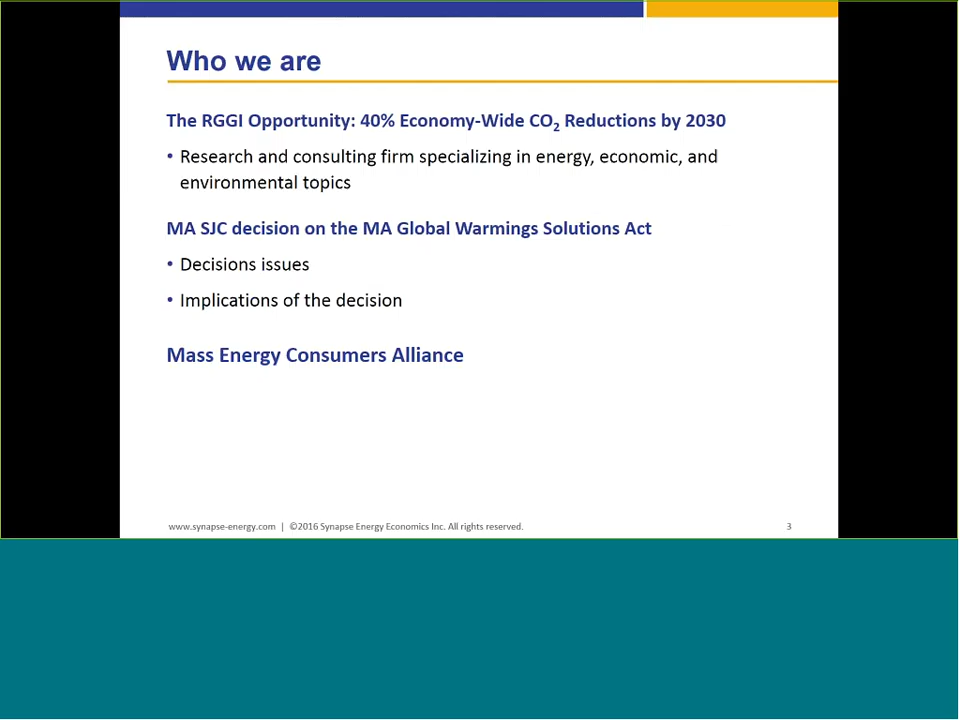 Who we are
The RGGI Opportunity: 40% Economy-Wide CO2 Reductions by 2030
• Research and consulting firm specializing in energy, economic, and
environmental topics
MA SJC decision on the MA Global Warmings Solutions Act
• Decisions issues
• Implications of the decision
Mass Energy Consumers Alliance
www.synapse-energy.com | ©2016 Synapse Energy Economics Inc. All rights reserved. 3